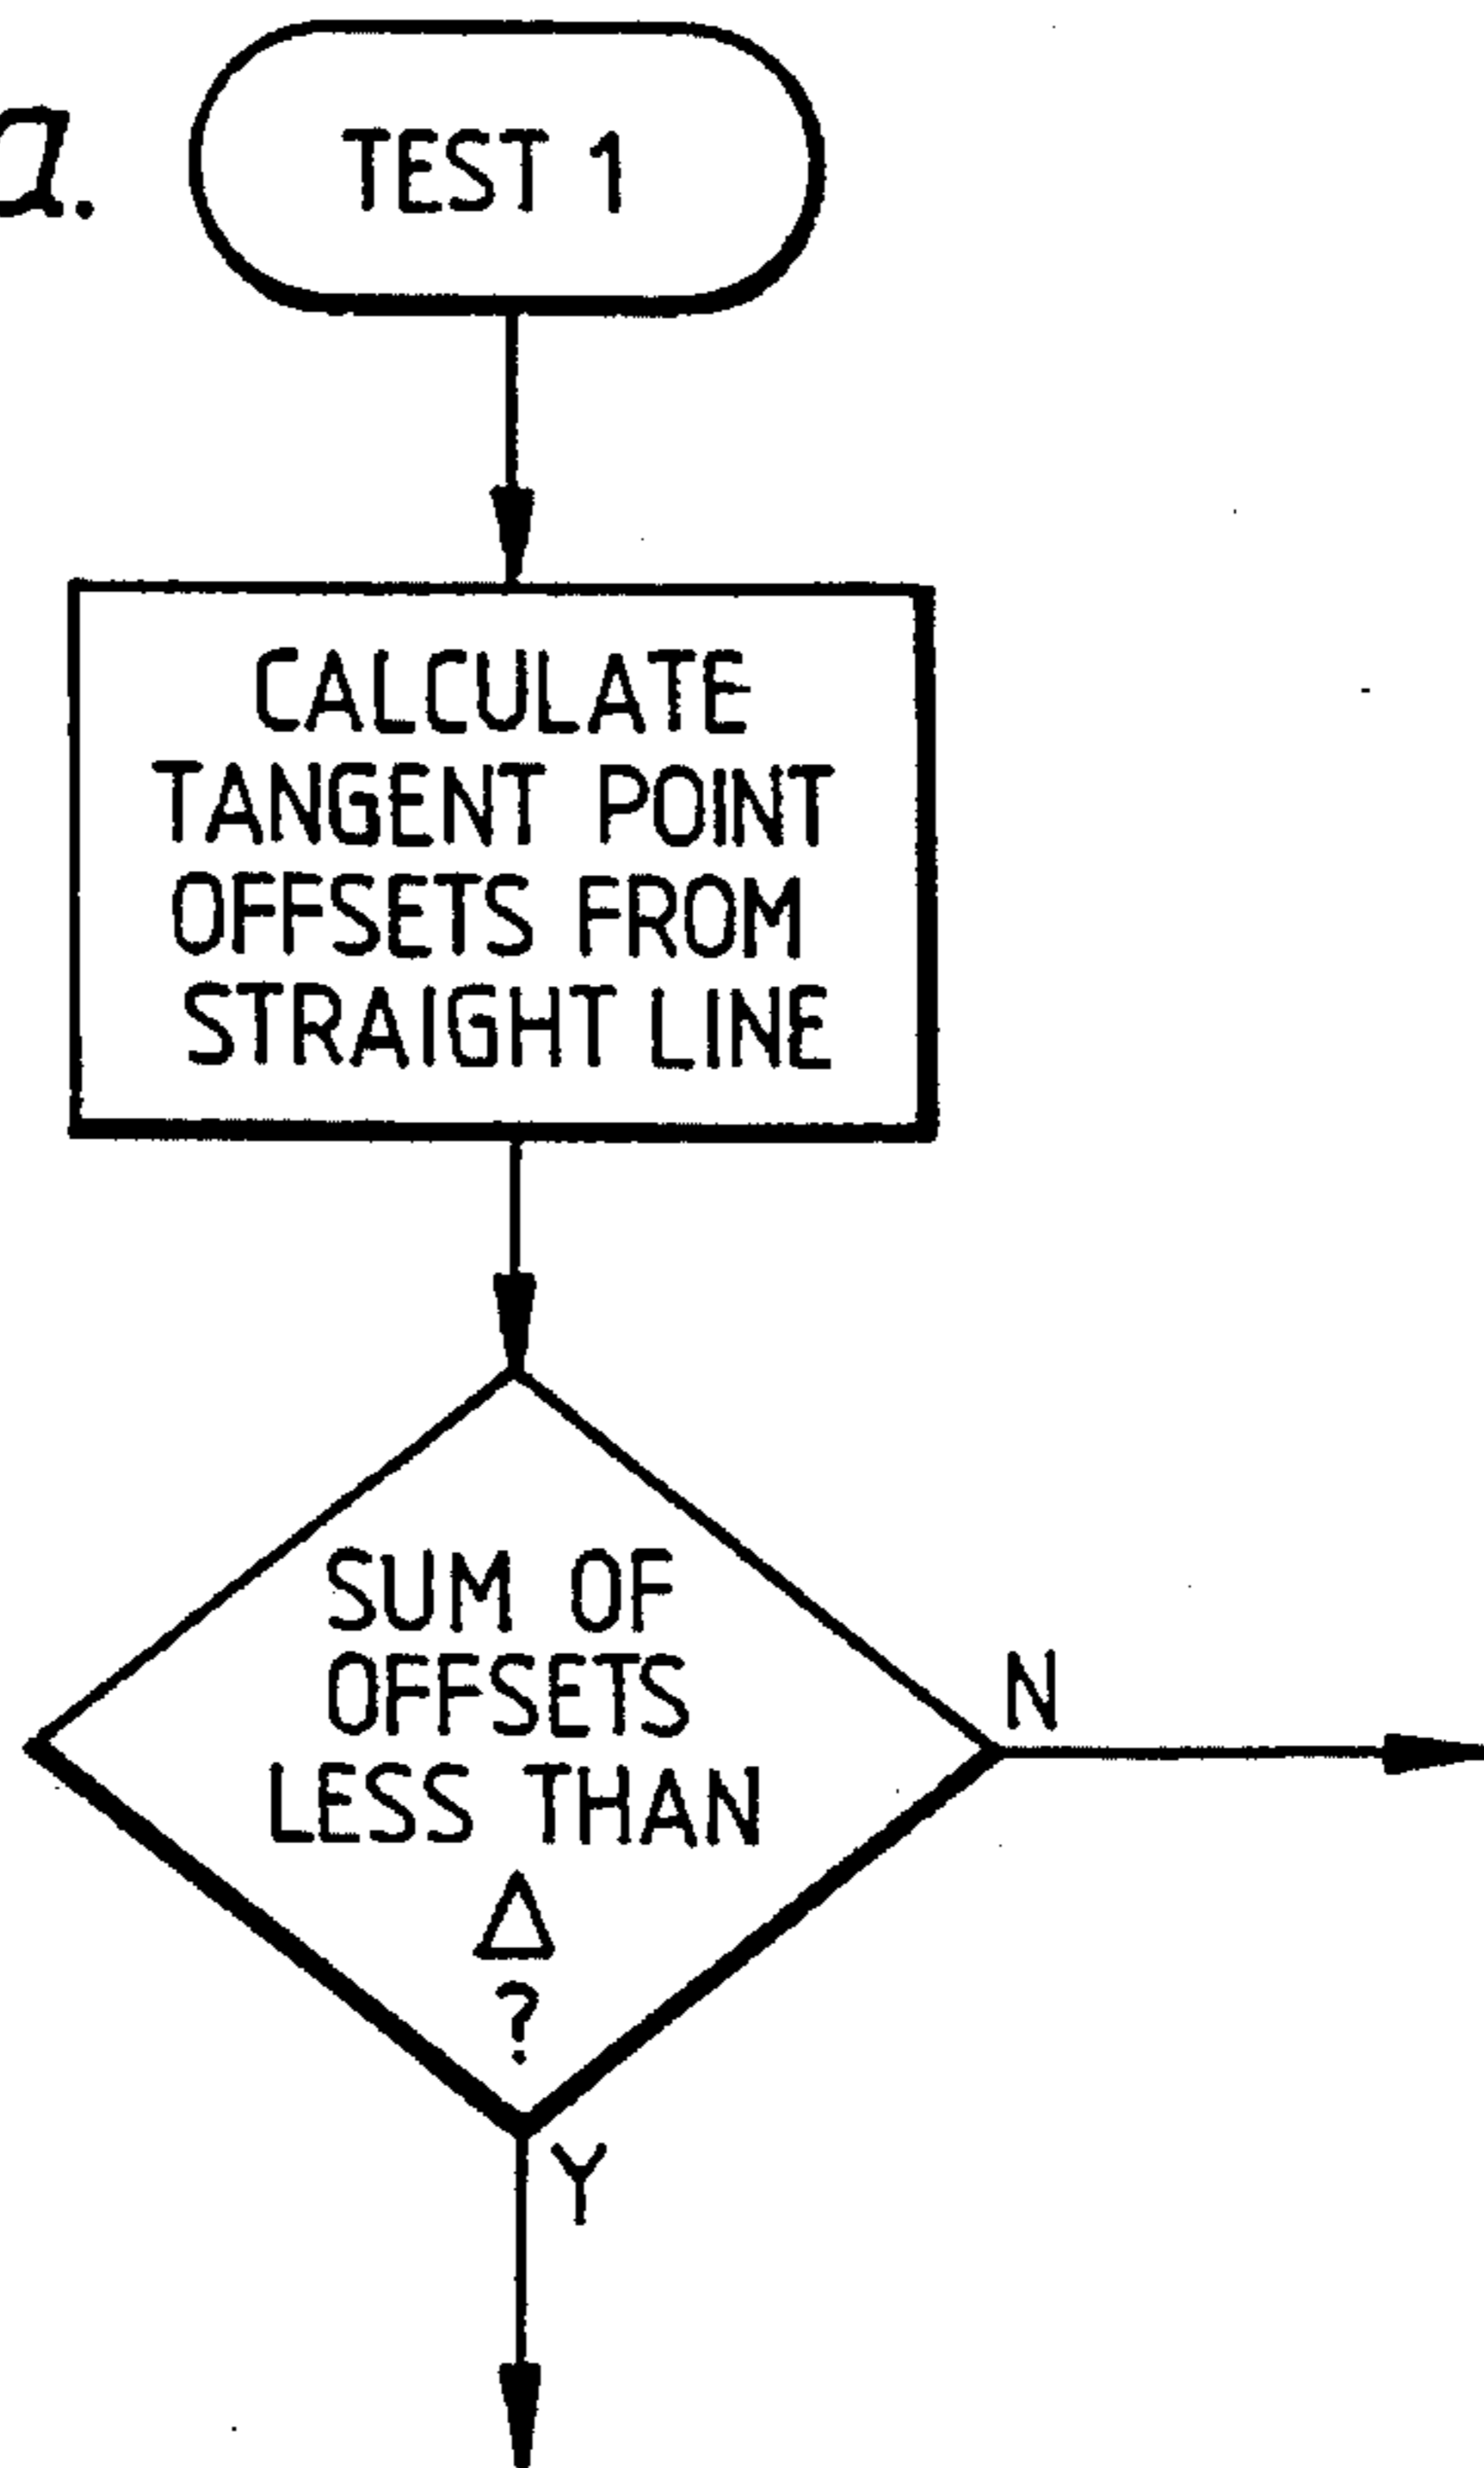 a.
TEST 1
CALCULATE
TANGENT POINT
OFFSETS FROM
STRAIGHT LINE
SUM OF
OFFSETS
LESS THAN
△
?
N
Y